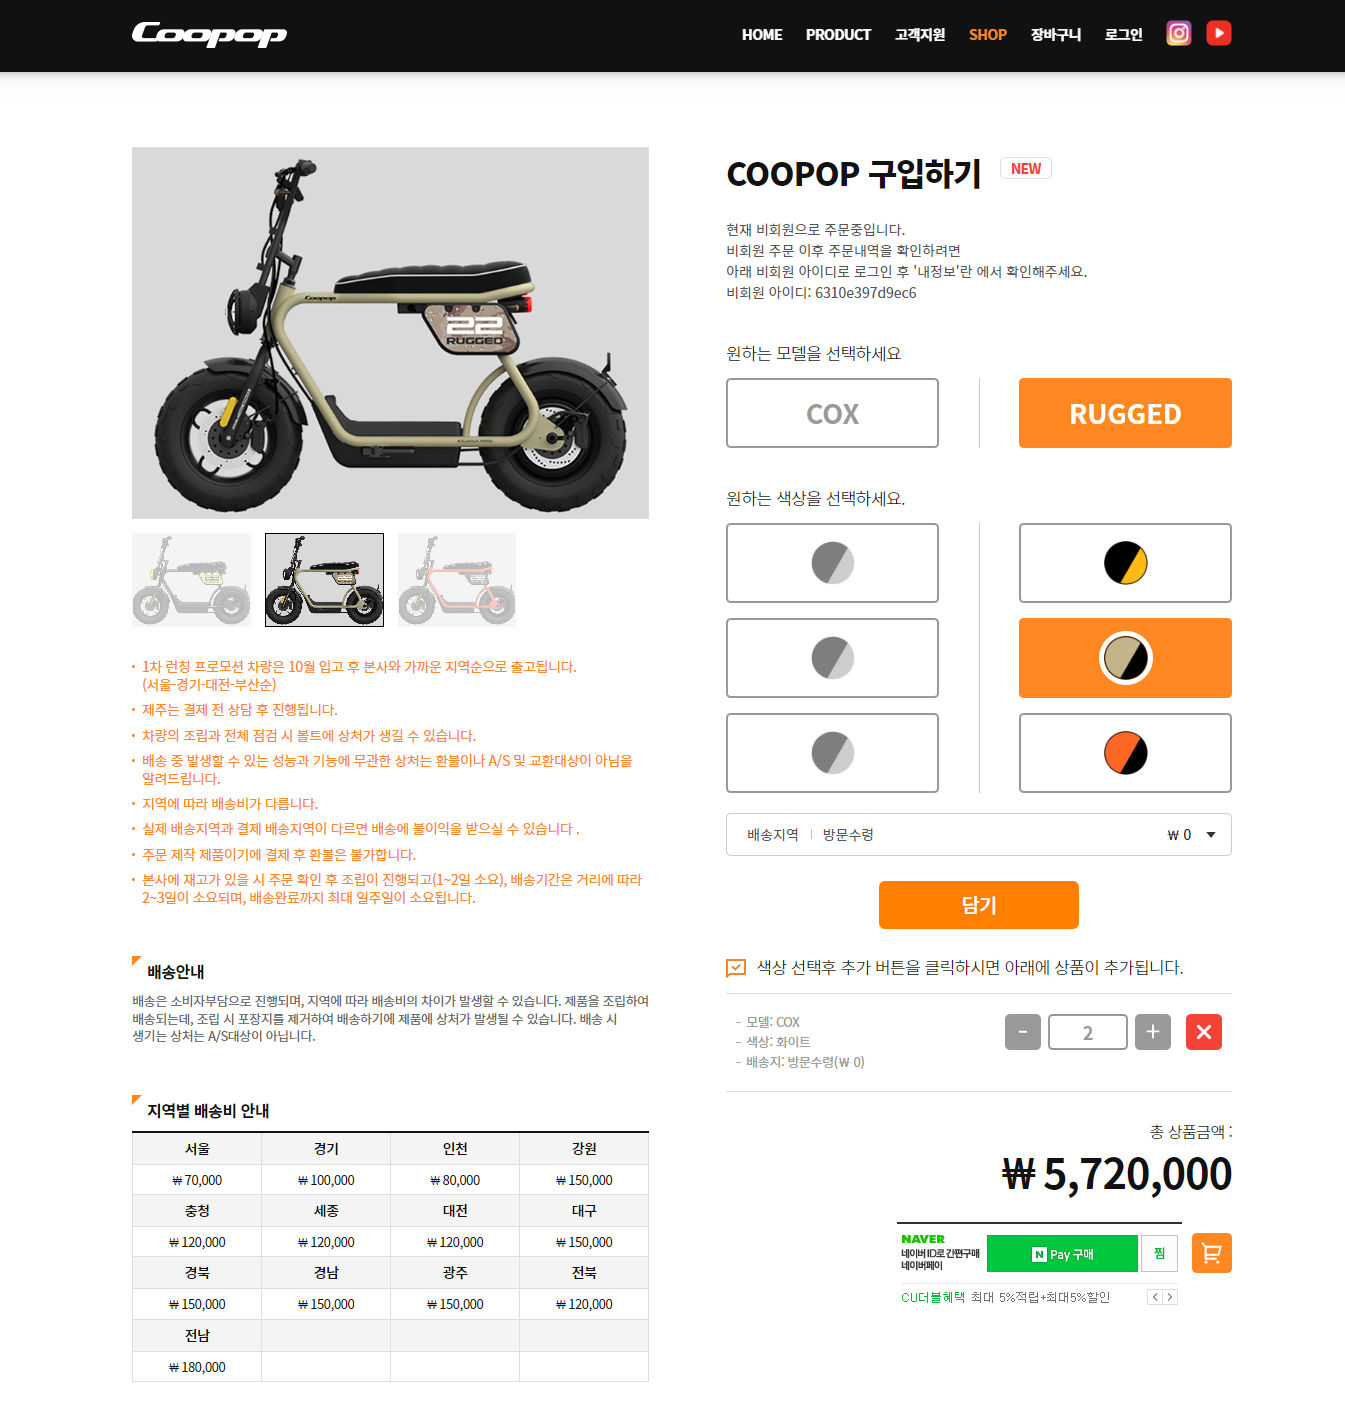 Coopop
HOME PRODUCT 고객지원 SHOP 장바구니 로그인
Coopop
22
RUGGED
1차 런칭 프로모션 차량은 10월 입고 후 본사와 가까운 지역순으로 출고됩니다.
(서울-경기-대전-부산순)
제주는 결제 전 상담 후 진행됩니다.
차량의 조립과 전체 점검 시 볼트에 상처가 생길 수 있습니다.
배송 중 발생할 수 있는 성능과 기능에 무관한 상처는 환불이나 A/S 및 교환대상이 아님을
알려드립니다.
지역에 따라 배송비가 다릅니다.
실제 배송지역과 결제 배송지역이 다르면 배송에 불이익을 받으실 수 있습니다 .
주문 제작 제품이기에 결제 후 환불은 불가합니다.
본사에 재고가 있을 시 주문 확인 후 조립이 진행되고(1~2일 소요), 배송기간은 거리에 따라
2~3일이 소요되며, 배송완료까지 최대 일주일이 소요됩니다.
배송안내
배송은 소비자부담으로 진행되며, 지역에 따라 배송비의 차이가 발생할 수 있습니다. 제품을 조립하여
배송되는데, 조립 시 포장지를 제거하여 배송하기에 제품에 상처가 발생될 수 있습니다. 배송 시
생기는 상처는 A/S대상이 아닙니다.
지역별 배송비 안내
서울 경기 인천 강원
₩ 70,000 ₩ 100,000 ₩ 80,000 ₩ 150,000
충청 세종 대전 대구
₩ 120,000 ₩ 120,000 ₩ 120,000 ₩ 150,000
경북 경남 광주 전북
₩ 150,000 ₩ 150,000 ₩ 150,000 ₩ 120,000
전남
₩ 180,000
COOPOP 구입하기 NEW
현재 비회원으로 주문중입니다.
비회원 주문 이후 주문내역을 확인하려면
아래 비회원 아이디로 로그인 후 '내정보'란 에서 확인해주세요.
비회원 아이디: 6310e397d9ec6
원하는 모델을 선택하세요
COX RUGGED
원하는 색상을 선택하세요.
배송지역 방문수령 ₩ 0
담기
색상 선택후 추가 버튼을 클릭하시면 아래에 상품이 추가됩니다.
- 모델: COX
- 색상: 화이트
- 배송지: 방문수령(₩ 0)
- 2 +
총 상품금액 :
₩ 5,720,000
NAVER
네이버 ID로 간편구매
네이버페이
N Pay 구매 찜
CU더블혜택 최대 5%적립+최대5%할인